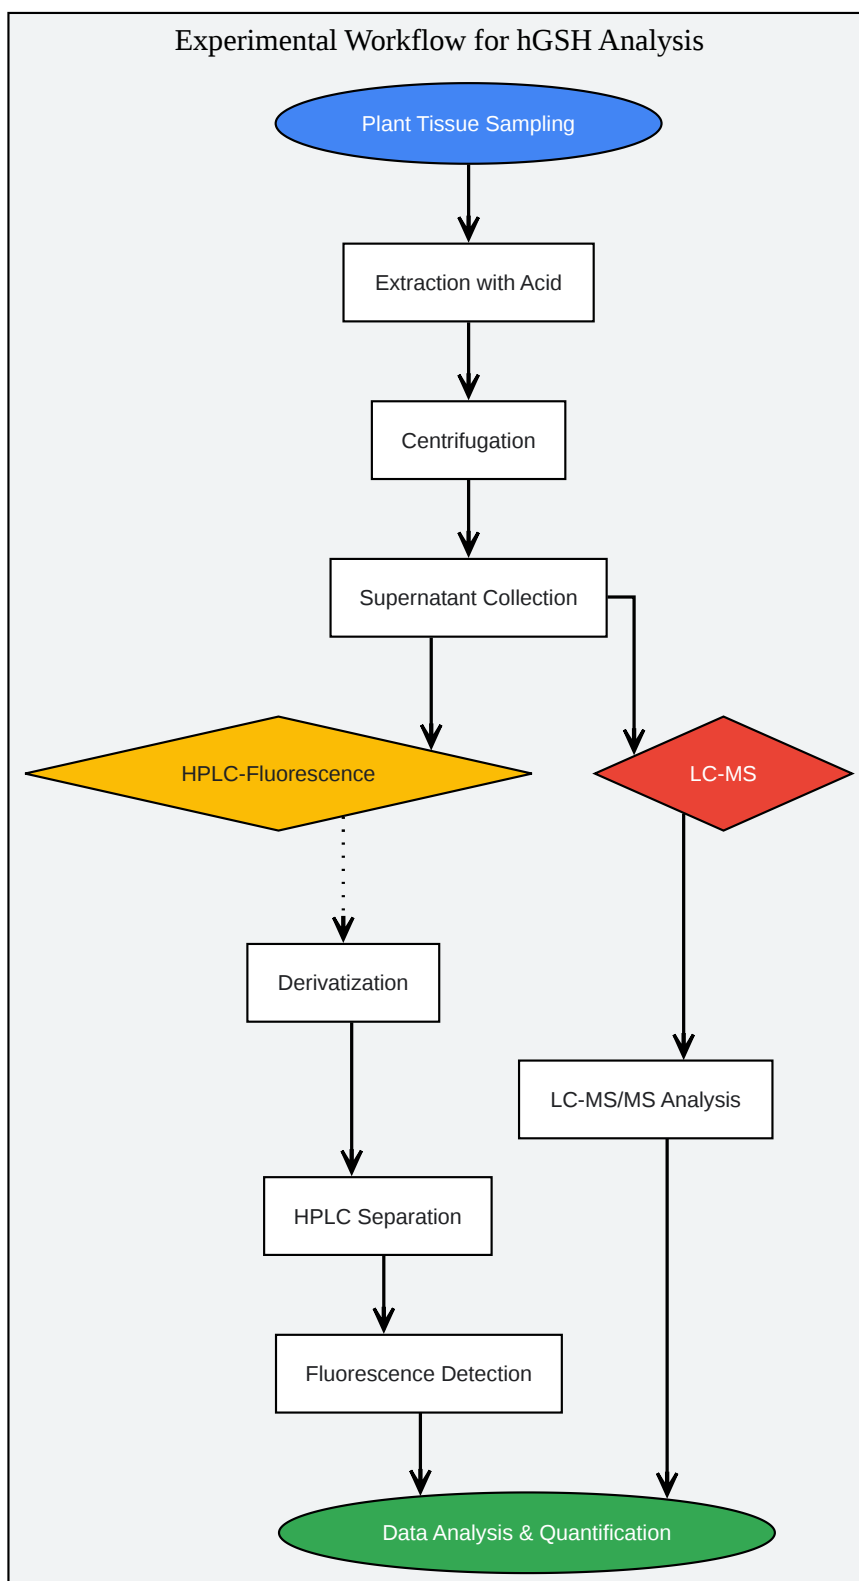 Experimental Workflow for hGSH Analysis
Plant Tissue Sampling
Extraction with Acid
Centrifugation
Supernatant Collection
HPLC-Fluorescence
LC-MS
Derivatization
LC-MS/MS Analysis
HPLC Separation
Fluorescence Detection
Data Analysis & Quantification